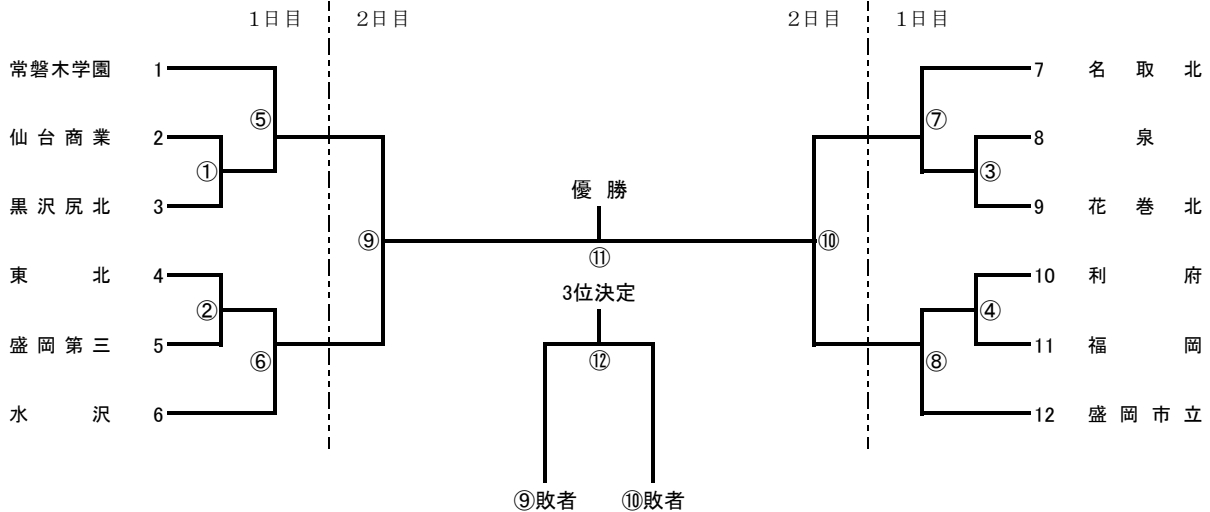 1日目 2日目 2日目 1日目
常磐木学園 1 7 名取北
⑤ ⑦
仙台商業 2 8 泉
① ③
黒沢尻北 3 優勝 9 花巻北
⑨ ⑩
⑪
東北 4 3位決定 10 利府
② ④
盛岡第三 5 11 福岡
⑥ ⑫ ⑧
水沢 6 12 盛岡市立
⑨敗者 ⑩敗者